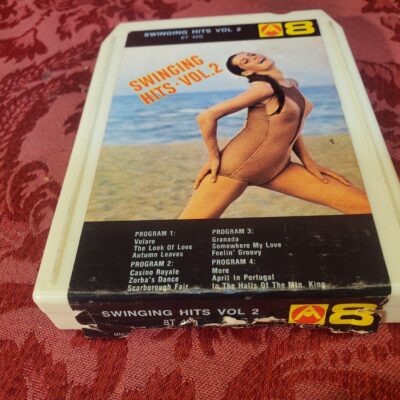 SWINGING HITS VOL 2
8T 400
8
SWINGING
HITS-VOL.2
PROGRAM 1:
Volare
The Look Of Love
Autumn Leaves
PROGRAM 2:
Casino Royale
Zorba's Dance
Scarborough Fair
PROGRAM 3:
Granada
Somewhere My Love
Feelin' Groovy
PROGRAM 4:
More
April In Portugal
In The Halls Of The Mtn. King
SWINGING HITS VOL 2
8
8T